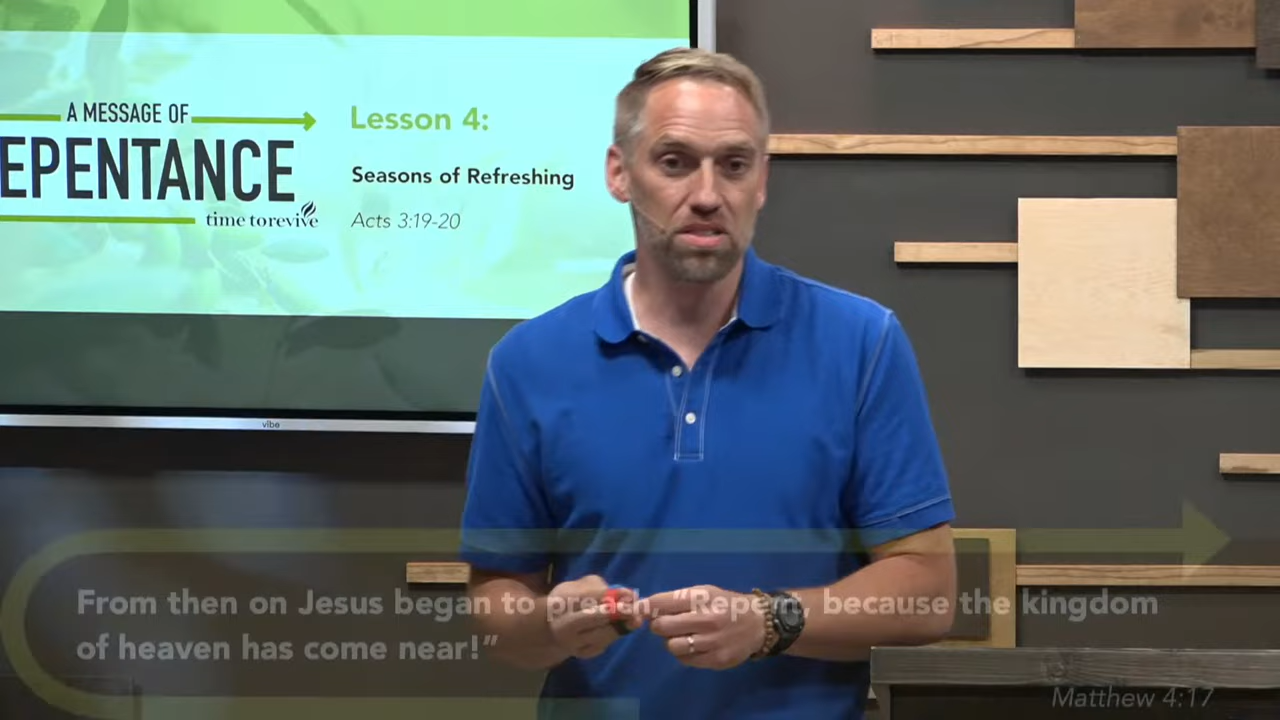 A MESSAGE OF
EPENTANCE
time to revive
Lesson 4:
Seasons of Refreshing
Acts 3:19-20
vibe
From then on Jesus began to preach, “Repent, because the kingdom
of heaven has come near!”
Matthew 4:17